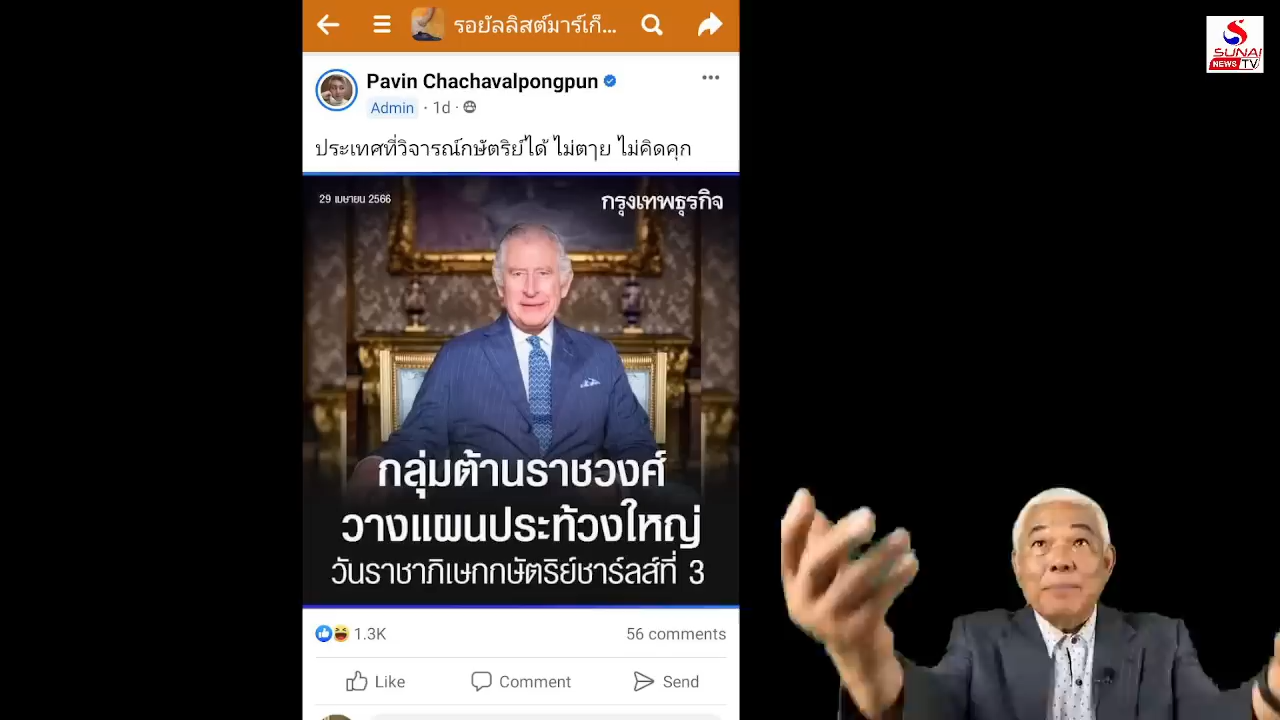 รอยัลลิสต์มาร์เก็...
Pavin Chachavalpongpun
Admin · 1d ·
ประเทศที่วิจารณ์กษัตริย์ได้ ไม่ตาุย ไม่คิดคุก
29 เมษายน 2566
กรุงเทพธุรกิจ
กลุ่มต้านราชวงศ์
วางแผนประท้วงใหญ่
วันราชาภิเษกกษัตริย์ชาร์ลส์ที่ 3
1.3K
56 comments
Like
Comment
Send
SUNAI
NEWS TV